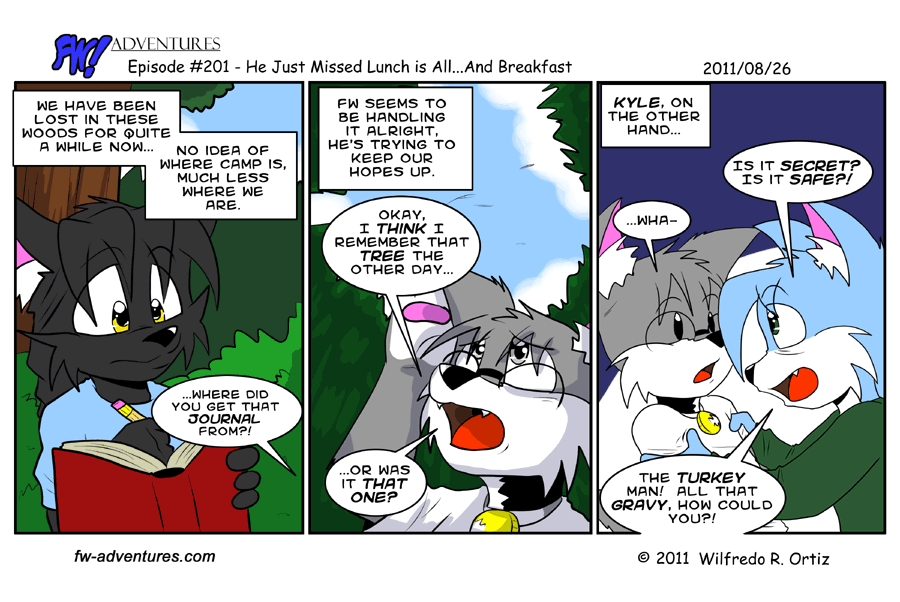 FW! ADVENTURES
Episode #201 - He Just Missed Lunch is All...And Breakfast
2011/08/26
WE HAVE BEEN
LOST IN THESE
WOODS FOR QUITE
A WHILE NOW...
NO IDEA OF
WHERE CAMP IS,
MUCH LESS
WHERE WE
ARE.
...WHERE DID
YOU GET THAT
JOURNAL
FROM?!
FW SEEMS TO
BE HANDLING
IT ALRIGHT,
HE'S TRYING TO
KEEP OUR
HOPES UP.
OKAY,
I THINK I
REMEMBER THAT
TREE THE
OTHER DAY...
...OR WAS
IT THAT
ONE?
KYLE, ON
THE OTHER
HAND...
...WHA-
IS IT SECRET?
IS IT SAFE?!
THE TURKEY
MAN! ALL THAT
GRAVY, HOW COULD
YOU?!
fw-adventures.com
© 2011 Wilfredo R. Ortiz